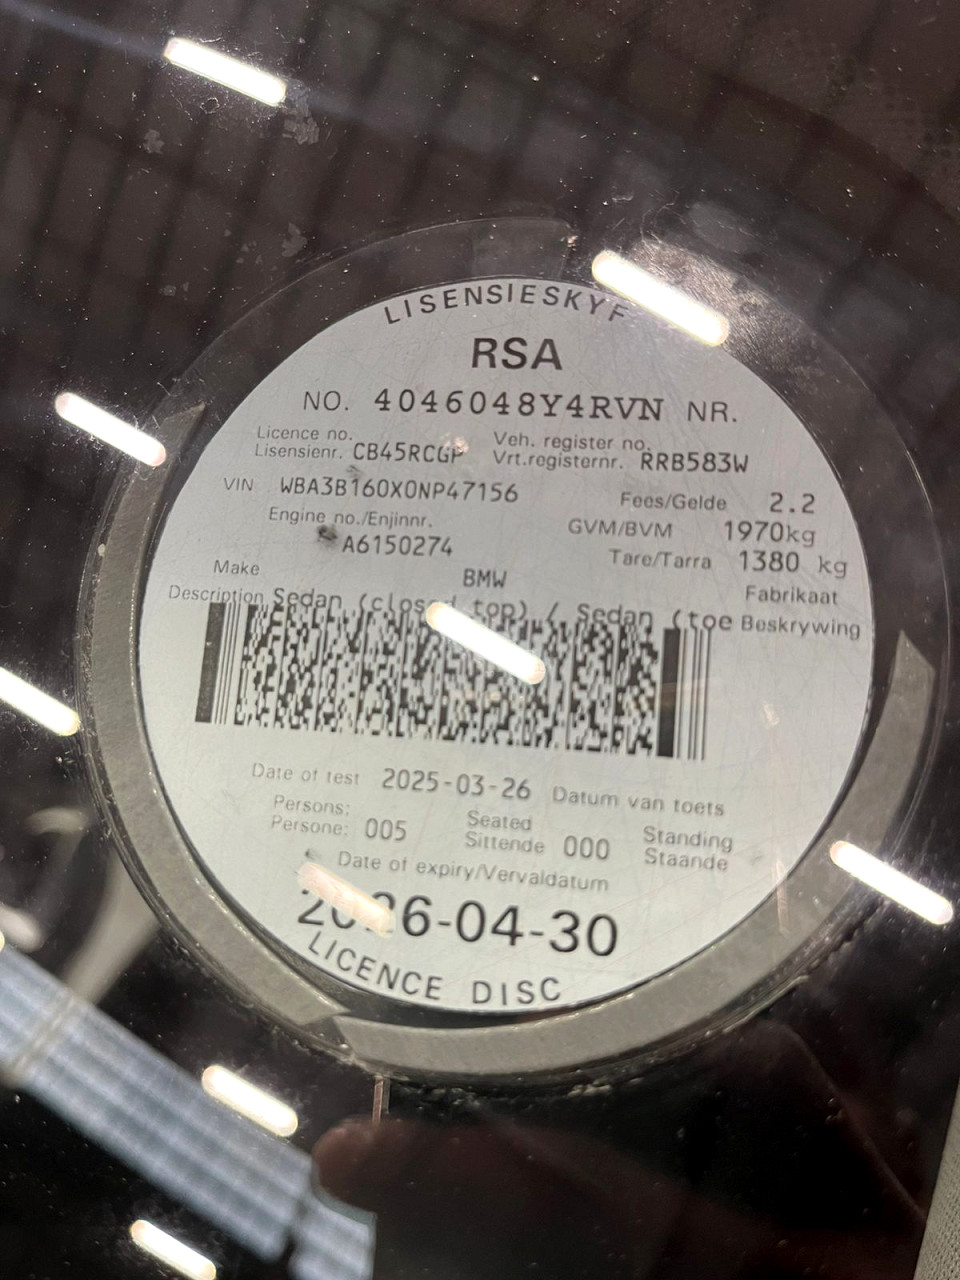 LISENSIESKYF
RSA
NO. 4046048Y4RVN NR.
Licence no. Veh. register no.
Lisensienr. CB45RCGP Vrt.registernr. RRB583W
VIN WBA3B160X0NP47156 Fees/Gelde 2.2
Engine no./Enjinnr. GVM/BVM 1970kg
A6150274 Tare/Tarra 1380 kg
Make BMW Fabrikaat
Description Sedan (closed top) / Sedan (toe Beskrywing
Date of test 2025-03-26 Datum van toets
Persons: Seated Standing
Persone: 005 Sittende 000 Staande
Date of expiry/Vervaldatum
2026-04-30
LICENCE DISC